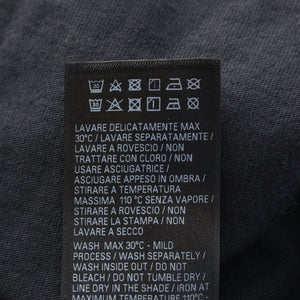 LAVARE DELICATAMENTE MAX
30°C / LAVARE SEPARATAMENTE /
LAVARE A ROVESCIO / NON
TRATTARE CON CLORO / NON
USARE ASCIUGATRICE /
ASCIUGARE APPESO IN OMBRA /
STIRARE A TEMPERATURA
MASSIMA 110°C SENZA VAPORE /
STIRARE A ROVESCIO / NON
STIRARE LA STAMPA / NON
LAVARE A SECCO
WASH MAX 30°C - MILD
PROCESS / WASH SEPARATELY /
WASH INSIDE OUT / DO NOT
BLEACH / DO NOT TUMBLE DRY /
LINE DRY IN SHADE / IRON AT
MAXIMUM TEMPERATURE 110°C